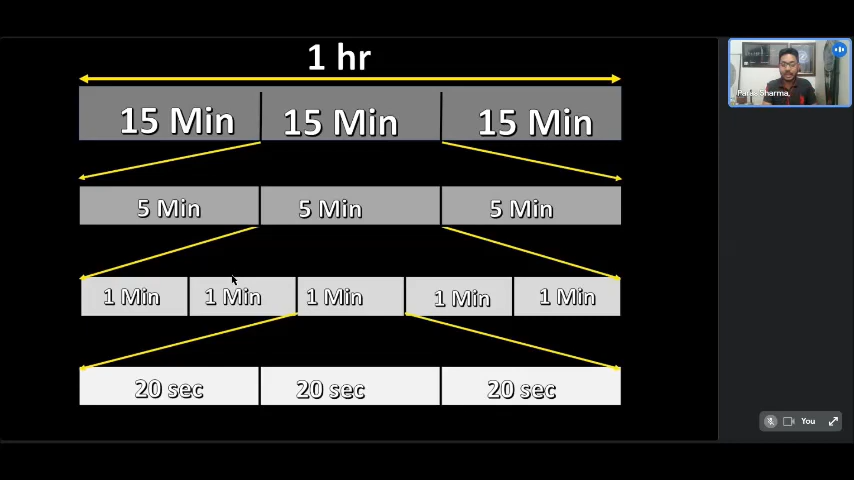 1 hr
15 Min 15 Min 15 Min
5 Min 5 Min 5 Min
1 Min 1 Min 1 Min 1 Min 1 Min
20 sec 20 sec 20 sec
Sharma,
You